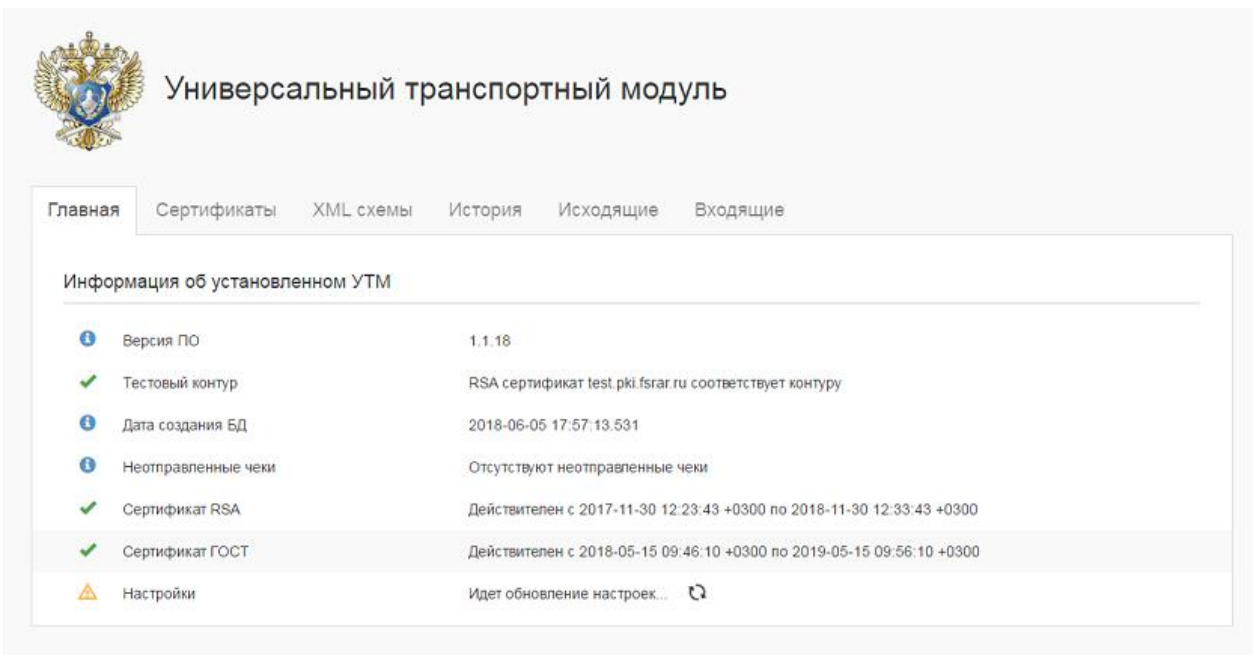 Универсальный транспортный модуль
Главная Сертификаты XML схемы История Исходящие Входящие
Информация об установленном УТМ
Версия ПО 1.1.18
Тестовый контур RSA сертификат test.pki.fsrar.ru соответствует контуру
Дата создания БД 2018-06-05 17:57:13.531
Неотправленные чеки Отсутствуют неотправленные чеки
Сертификат RSA Действителен с 2017-11-30 12:23:43 +0300 по 2018-11-30 12:33:43 +0300
Сертификат ГОСТ Действителен с 2018-05-15 09:46:10 +0300 по 2019-05-15 09:56:10 +0300
Настройки Идет обновление настроек...